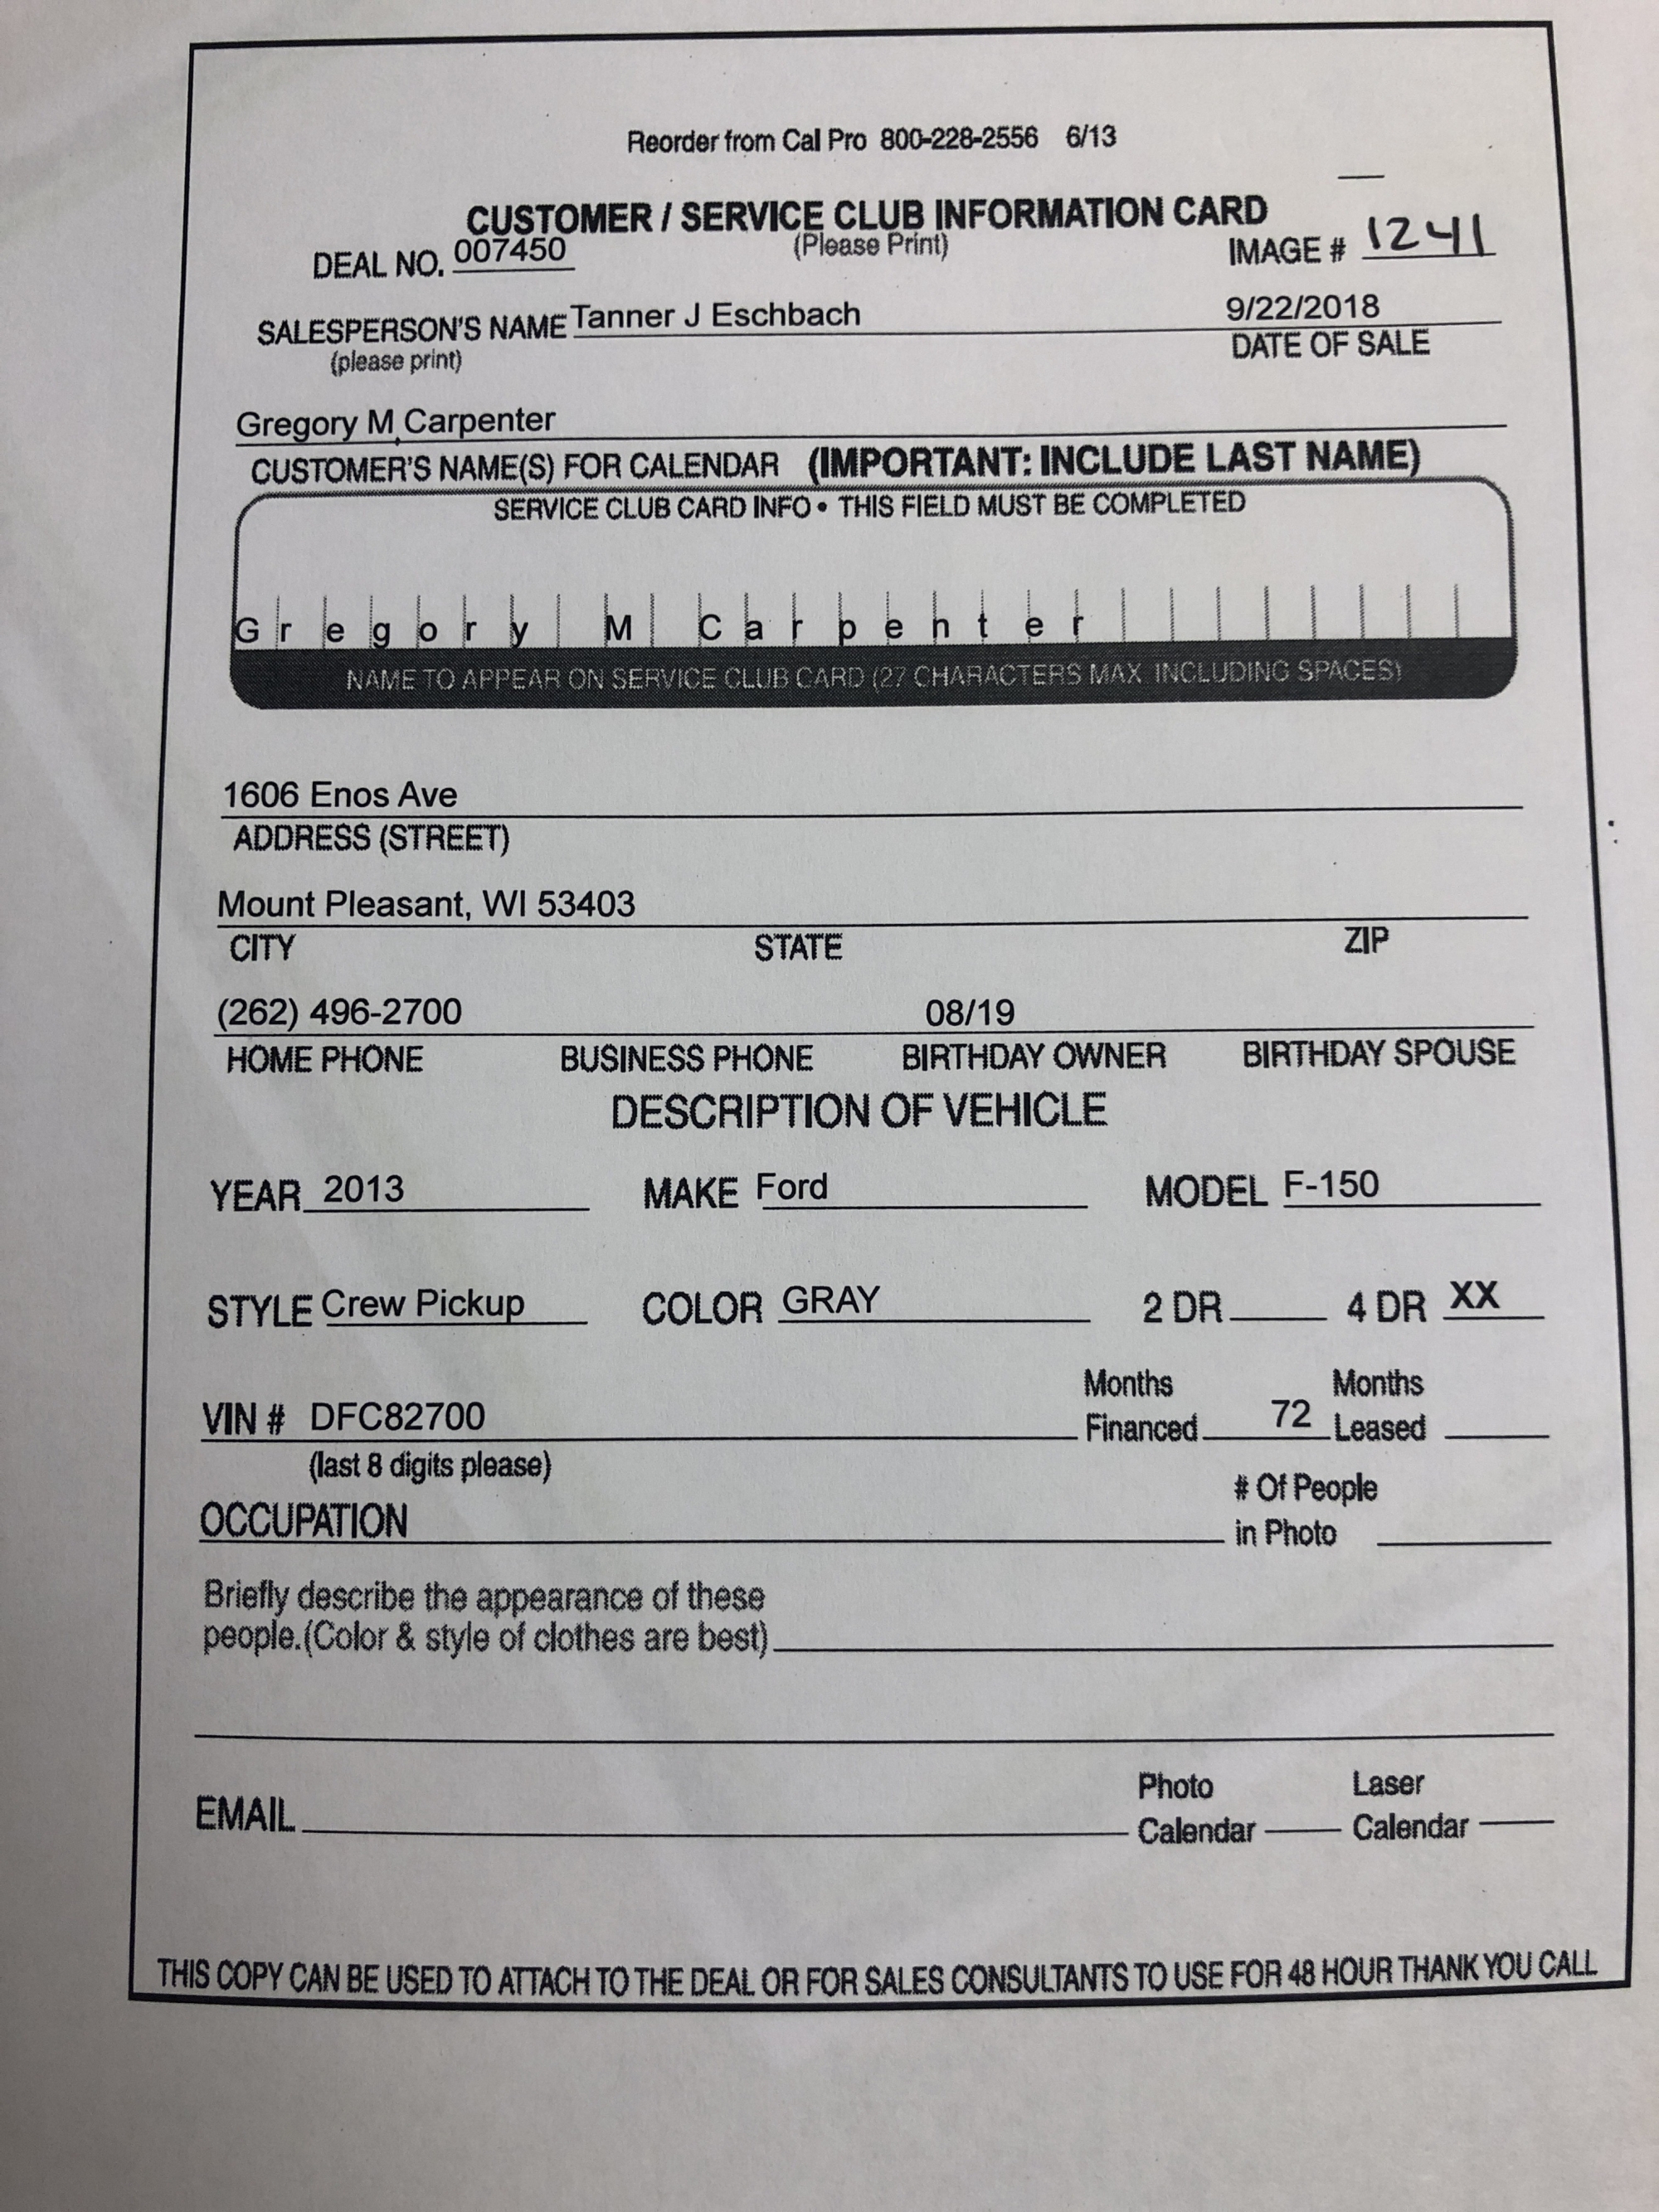 Reorder from Cal Pro 800-228-2556 6/13
CUSTOMER / SERVICE CLUB INFORMATION CARD
DEAL NO. 007450 (Please Print) IMAGE # 1241
SALESPERSON'S NAME Tanner J Eschbach 9/22/2018
(please print) DATE OF SALE
Gregory M Carpenter
CUSTOMER'S NAME(S) FOR CALENDAR (IMPORTANT: INCLUDE LAST NAME)
SERVICE CLUB CARD INFO • THIS FIELD MUST BE COMPLETED
G r e g o r y M C a r p e n t e r
NAME TO APPEAR ON SERVICE CLUB CARD (27 CHARACTERS MAX INCLUDING SPACES)
1606 Enos Ave
ADDRESS (STREET)
Mount Pleasant, WI 53403
CITY STATE ZIP
(262) 496-2700 08/19
HOME PHONE BUSINESS PHONE BIRTHDAY OWNER BIRTHDAY SPOUSE
DESCRIPTION OF VEHICLE
YEAR 2013 MAKE Ford MODEL F-150
STYLE Crew Pickup COLOR GRAY 2 DR 4 DR XX
Months Months
VIN # DFC82700 Financed 72 Leased
(last 8 digits please)
# Of People
OCCUPATION in Photo
Briefly describe the appearance of these
people.(Color & style of clothes are best)
Photo Laser
EMAIL Calendar Calendar
THIS COPY CAN BE USED TO ATTACH TO THE DEAL OR FOR SALES CONSULTANTS TO USE FOR 48 HOUR THANK YOU CALL